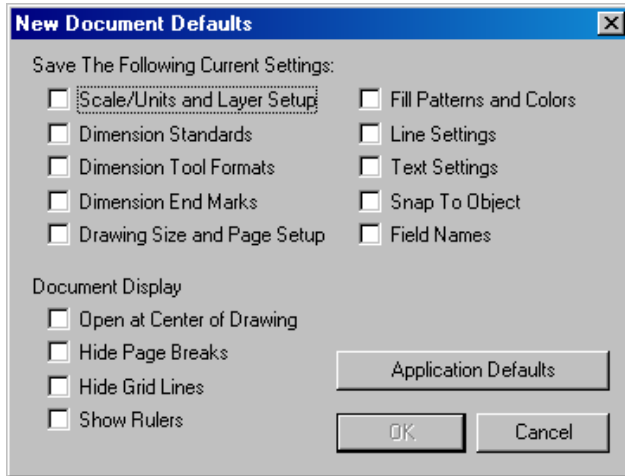 New Document Defaults
Save The Following Current Settings:
Scale/Units and Layer Setup
Dimension Standards
Dimension Tool Formats
Dimension End Marks
Drawing Size and Page Setup
Fill Patterns and Colors
Line Settings
Text Settings
Snap To Object
Field Names
Document Display
Open at Center of Drawing
Hide Page Breaks
Hide Grid Lines
Show Rulers
Application Defaults
OK
Cancel